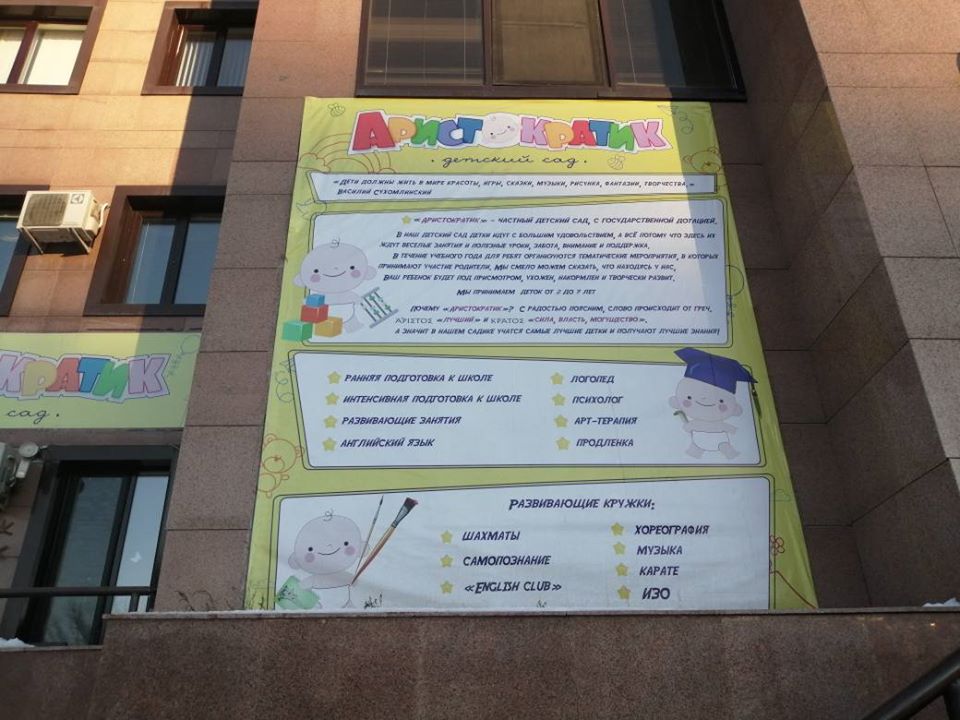 АРИСТОКРАТИК
. детский сад .
«Дети должны жить в мире красоты, игры, сказки, музыки, рисунка, фантазии, творчества.»
Василий Сухомлинский
«Аристократик» - частный детский сад, с государственной дотацией.
В наш детский сад детки идут с большим удовольствием, а всё потому что здесь их
ждут веселые занятия и полезные уроки, забота, внимание и поддержка.
В течение учебного года для ребят организуются тематические мероприятия, в которых
принимают участие родители. Мы смело можем сказать, что находясь у нас,
Ваш ребенок будет под присмотром, ухожен, накормлен и творчески развит.
Мы принимаем деток от 2 до 7 лет
Почему «Аристократик»? С радостью поясним, слово происходит от греч.
ΑΡΙΣΤΟΣ «лучший» и ΚΡΑΤΟΣ «сила, власть, могущество»,
а значит в нашем садике учатся самые лучшие детки и получают лучшие знания!
КРАТИК
сад .
Ранняя подготовка к школе
Интенсивная подготовка к школе
Развивающие занятия
Английский язык
Логопед
Психолог
Арт-терапия
Продленка
Развивающие кружки:
Шахматы
Самопознание
«English club»
Хореография
Музыка
Карате
ИЗО